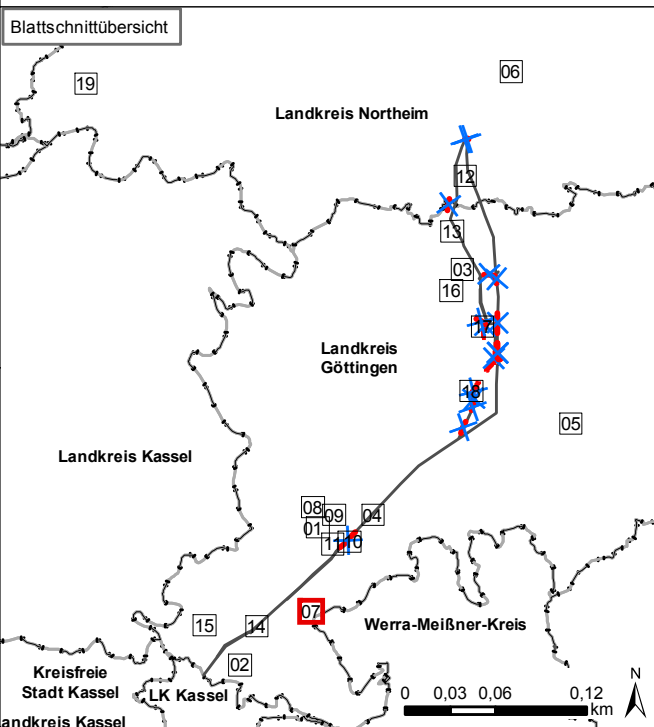 Blattschnittübersicht
06
19
Landkreis Northeim
12
13
03
16
17
Landkreis
Göttingen
18
05
Landkreis Kassel
08
09
04
01
11
10
07
15
14
Werra-Meißner-Kreis
02
Kreisfreie
Stadt Kassel
LK Kassel
N
0 0,03 0,06 0,12
km
andkreis Kassel